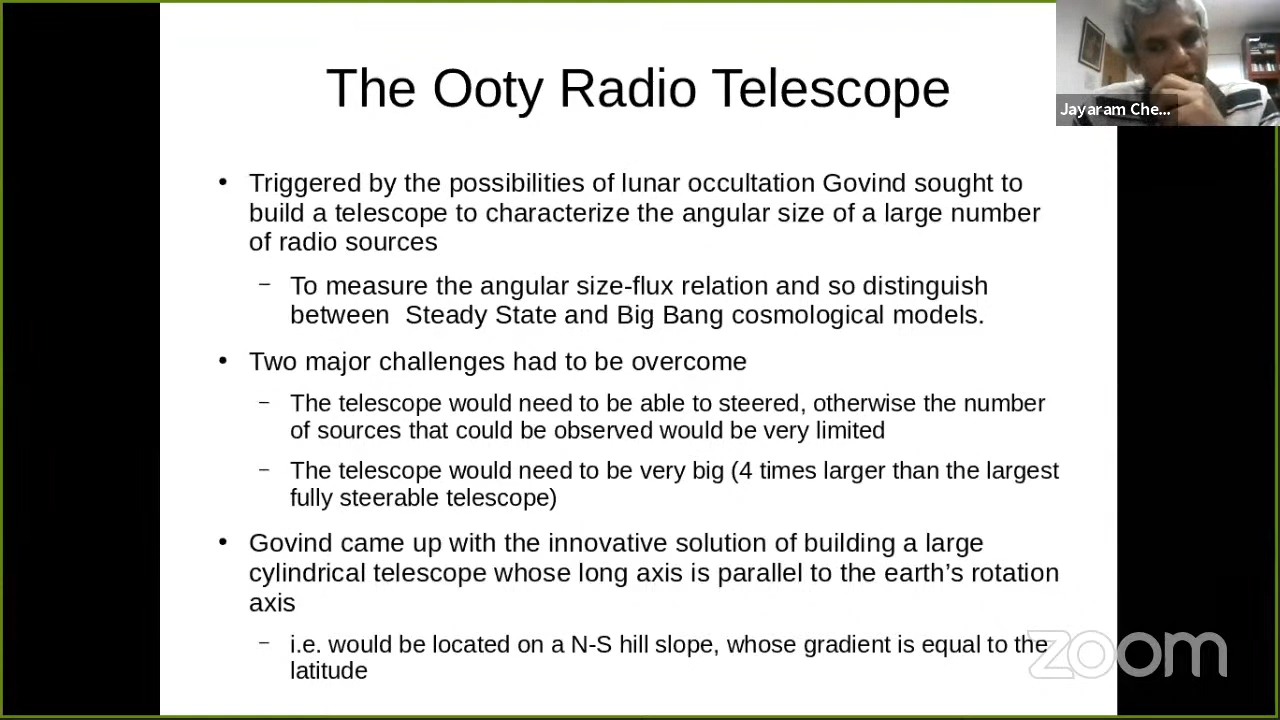 The Ooty Radio Telescope
Jayaram Che...
• Triggered by the possibilities of lunar occultation Govind sought to
build a telescope to characterize the angular size of a large number
of radio sources
– To measure the angular size-flux relation and so distinguish
between  Steady State and Big Bang cosmological models.
• Two major challenges had to be overcome
– The telescope would need to be able to steered, otherwise the number
of sources that could be observed would be very limited
– The telescope would need to be very big (4 times larger than the largest
fully steerable telescope)
• Govind came up with the innovative solution of building a large
cylindrical telescope whose long axis is parallel to the earth’s rotation
axis
– i.e. would be located on a N-S hill slope, whose gradient is equal to the
latitude
zoom